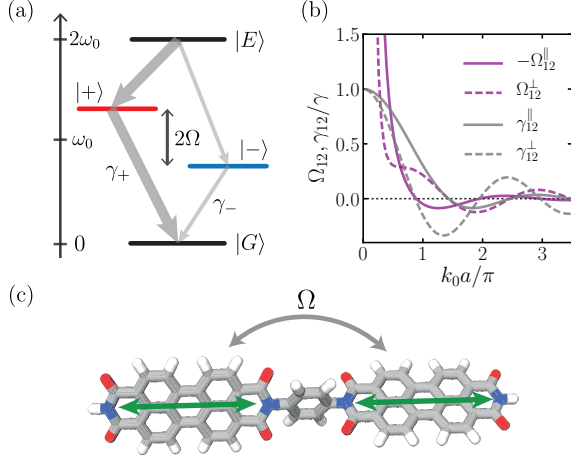 (a)
2ω₀
|E⟩
|+⟩
ω₀
2Ω
|−⟩
γ₊
γ₋
0
|G⟩
(b)
Ω₁₂, γ₁₂/γ
1.5
1.0
0.5
0.0
−Ω₁₂^∥
Ω₁₂^⊥
γ₁₂^∥
γ₁₂^⊥
0 1 2 3
k₀a/π
(c)
Ω